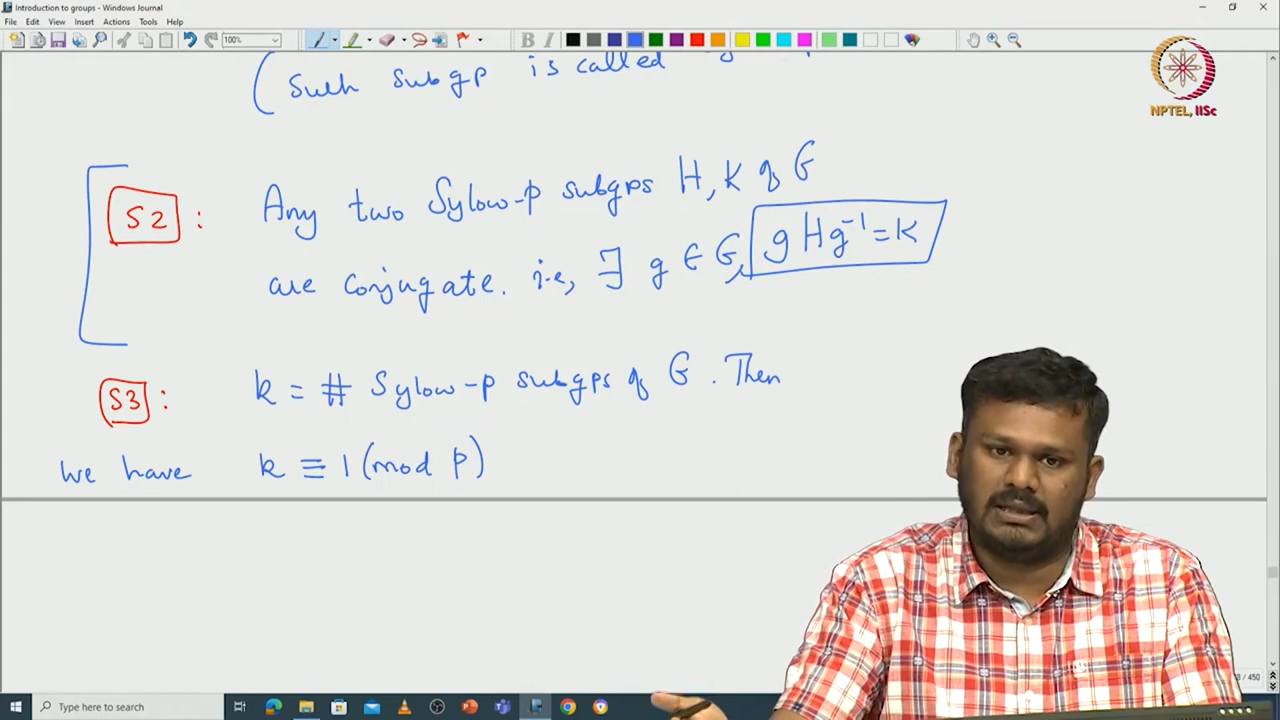 Introduction to groups - Windows Journal
File Edit View Insert Actions Tools Help
100%
NPTEL, IISc
(Such subgp is called
S2 : Any two Sylow-p subgps H, K of G
are conjugate. i.e, ∃ g ∈ G, gHg⁻¹ = K
S3 : k = # Sylow-p subgps of G. Then
we have k ≡ 1 (mod p)
/ 450
Type here to search